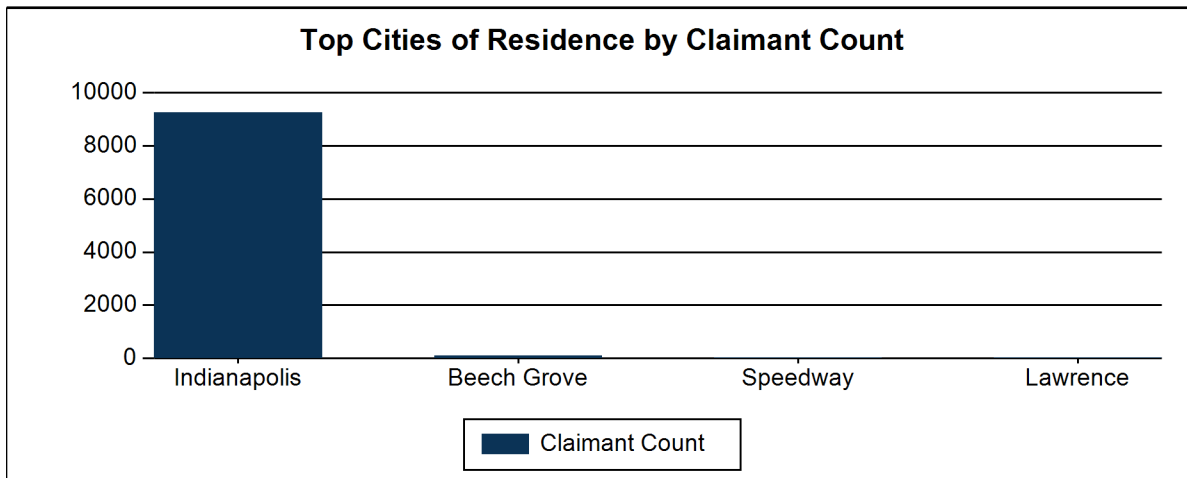 Top Cities of Residence by Claimant Count
10000
8000
6000
4000
2000
0
Indianapolis Beech Grove Speedway Lawrence
Claimant Count